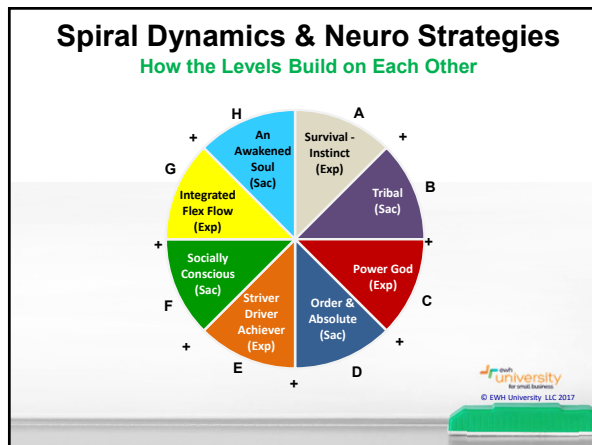 Spiral Dynamics & Neuro Strategies
How the Levels Build on Each Other
H
A
+
+
An
Awakened
Soul
(Sac)
Survival -
Instinct
(Exp)
G
B
Integrated
Flex Flow
(Exp)
Tribal
(Sac)
+
+
Socially
Conscious
(Sac)
Power God
(Exp)
F
C
Striver
Driver
Achiever
(Exp)
Order &
Absolute
(Sac)
+
+
E
D
+
ewh
university
for small business
© EWH University LLC 2017